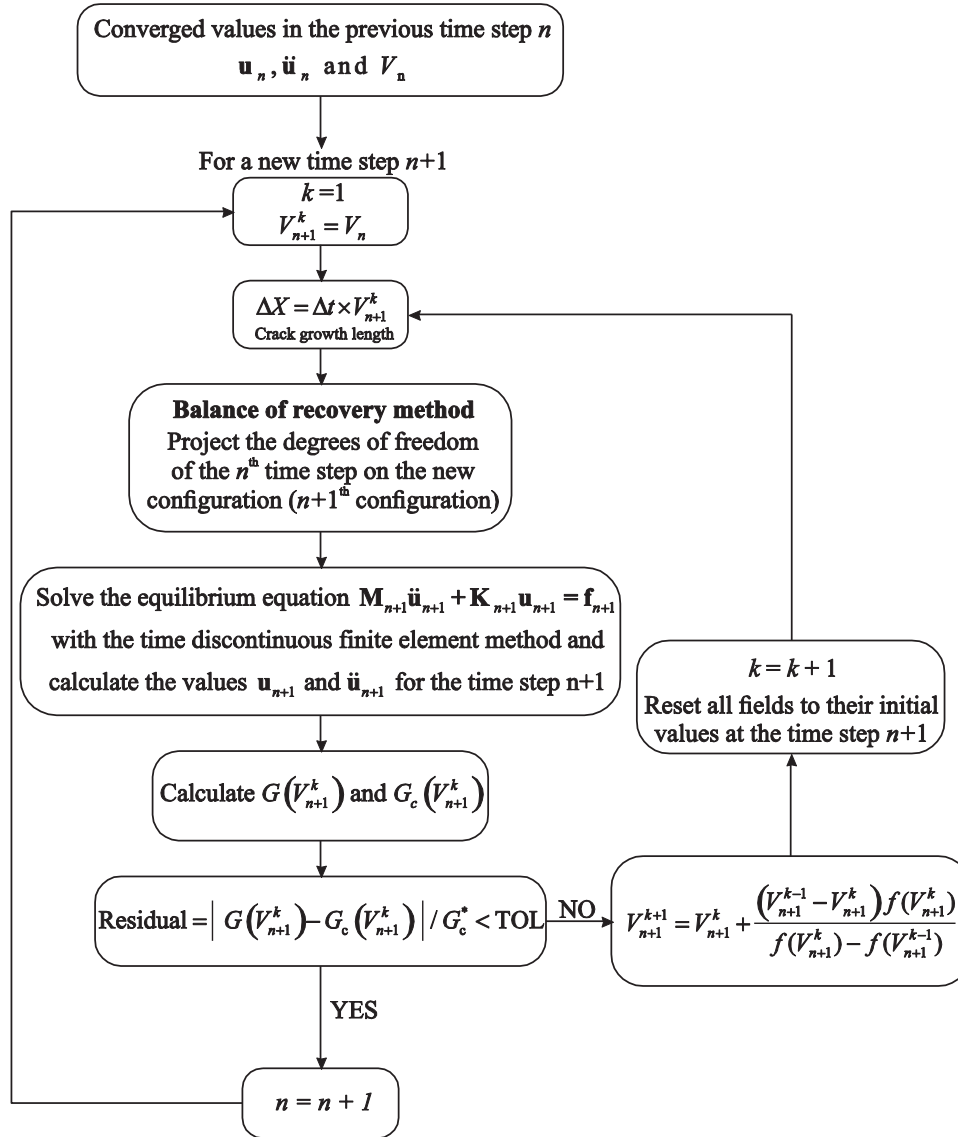 Converged values in the previous time step n
u_n, ü_n and V_n
For a new time step n+1
k=1
V^k_{n+1} = V_n
ΔX = Δt×V^k_{n+1}
Crack growth length
Balance of recovery method
Project the degrees of freedom
of the n^th time step on the new
configuration (n+1^th configuration)
Solve the equilibrium equation M_{n+1}ü_{n+1} + K_{n+1}u_{n+1} = f_{n+1}
with the time discontinuous finite element method and
calculate the values u_{n+1} and ü_{n+1} for the time step n+1
k = k + 1
Reset all fields to their initial
values at the time step n+1
Calculate G(V^k_{n+1}) and G_c(V^k_{n+1})
Residual = | G(V^k_{n+1}) – G_c(V^k_{n+1}) | / G^*_c < TOL
NO
V^{k+1}_{n+1} = V^k_{n+1} + (V^{k-1}_{n+1} – V^k_{n+1}) f(V^k_{n+1}) / f(V^k_{n+1}) – f(V^{k-1}_{n+1})
YES
n = n + 1